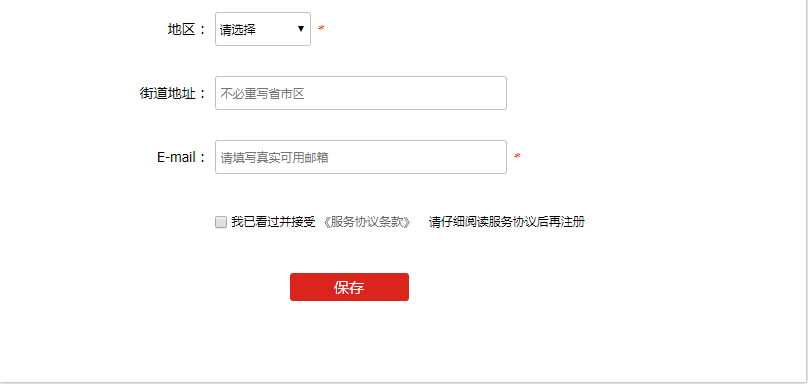 地区： 请选择 *
街道地址： 不必重写省市区
E-mail： 请填写真实可用邮箱 *
我已看过并接受 《服务协议条款》 请仔细阅读服务协议后再注册
保存